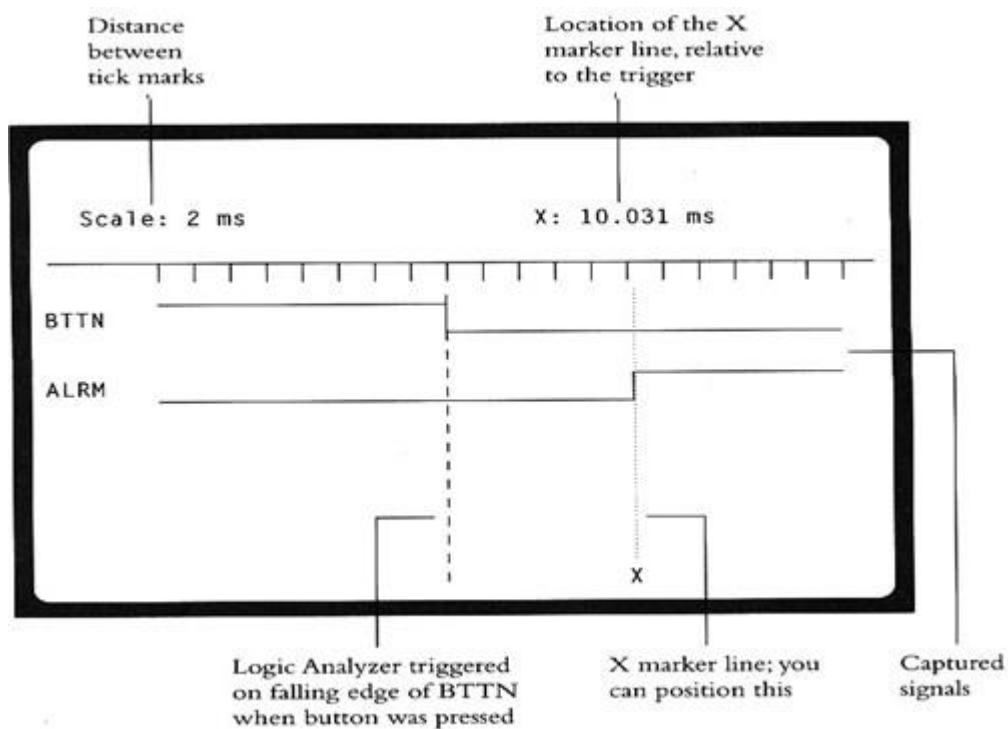 Distance
between
tick marks
Location of the X
marker line, relative
to the trigger
Scale: 2 ms
X: 10.031 ms
BTTN
ALRM
X
Logic Analyzer triggered
on falling edge of BTTN
when button was pressed
X marker line; you
can position this
Captured
signals